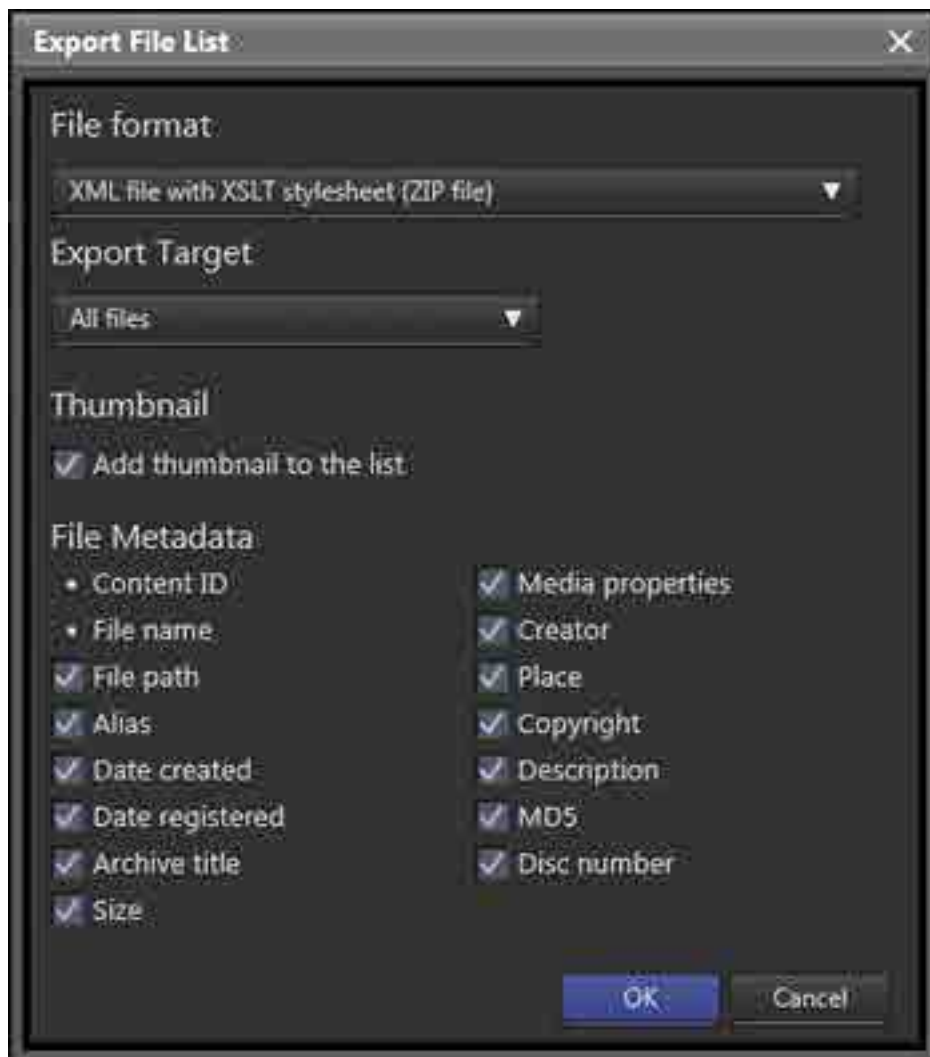 Export File List
File format
XML file with XSLT stylesheet (ZIP file)
Export Target
All files
Thumbnail
Add thumbnail to the list
File Metadata
Content ID
File name
File path
Alias
Date created
Date registered
Archive title
Size
Media properties
Creator
Place
Copyright
Description
MD5
Disc number
OK
Cancel